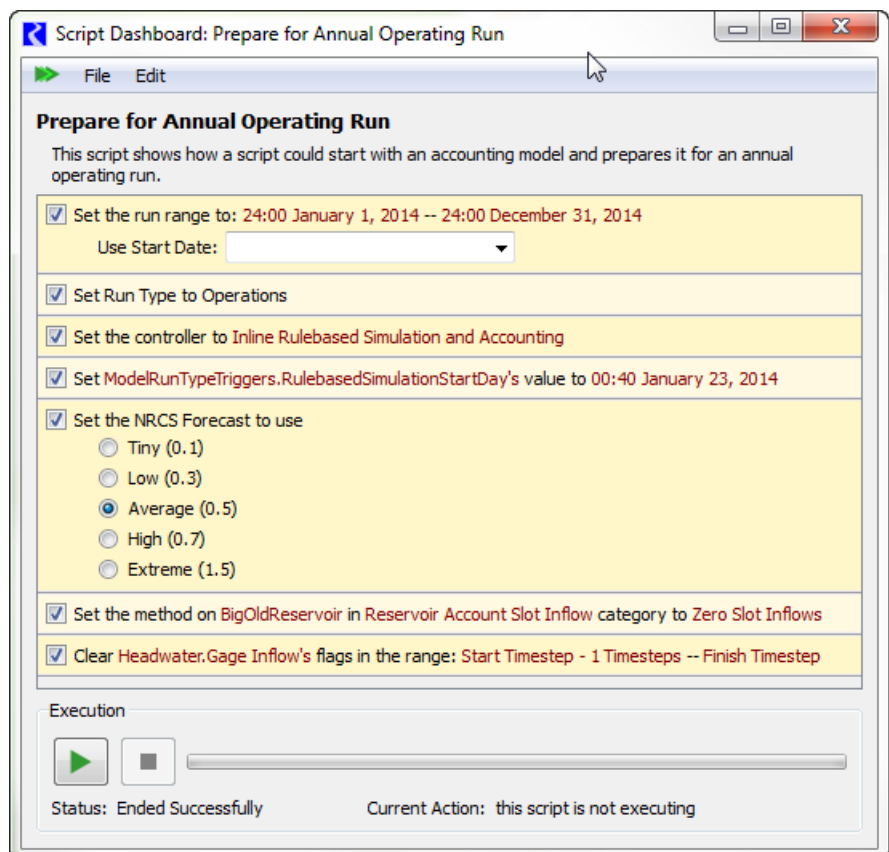 Script Dashboard: Prepare for Annual Operating Run
File Edit
Prepare for Annual Operating Run
This script shows how a script could start with an accounting model and prepares it for an annual
operating run.
Set the run range to: 24:00 January 1, 2014 -- 24:00 December 31, 2014
Use Start Date:
Set Run Type to Operations
Set the controller to Inline Rulebased Simulation and Accounting
Set ModelRunTypeTriggers.RulebasedSimulationStartDay's value to 00:40 January 23, 2014
Set the NRCS Forecast to use
Tiny (0.1)
Low (0.3)
Average (0.5)
High (0.7)
Extreme (1.5)
Set the method on BigOldReservoir in Reservoir Account Slot Inflow category to Zero Slot Inflows
Clear Headwater.Gage Inflow's flags in the range: Start Timestep - 1 Timesteps -- Finish Timestep
Execution
Status: Ended Successfully Current Action: this script is not executing